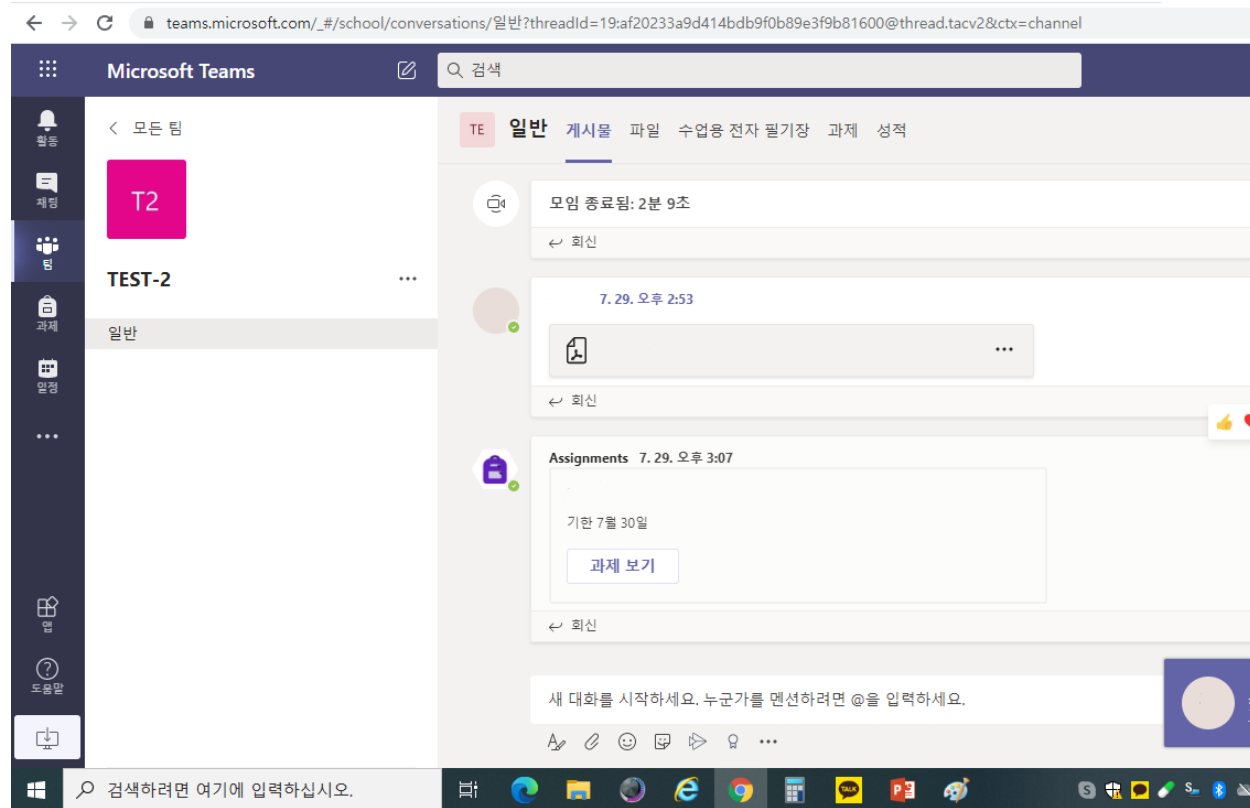 teams.microsoft.com/_#/school/conversations/일반?threadId=19:af20233a9d414bdb9f0b89e3f9b81600@thread.tacv2&ctx=channel
Microsoft Teams
검색
활동
채팅
팀
과제
일정
앱
도움말
모든 팀
T2
TEST-2
일반
TE 일반 게시물 파일 수업용 전자 필기장 과제 성적
모임 종료됨: 2분 9초
회신
7. 29. 오후 2:53
회신
Assignments 7. 29. 오후 3:07
기한 7월 30일
과제 보기
회신
새 대화를 시작하세요. 누군가를 멘션하려면 @을 입력하세요.
검색하려면 여기에 입력하십시오.
TALK